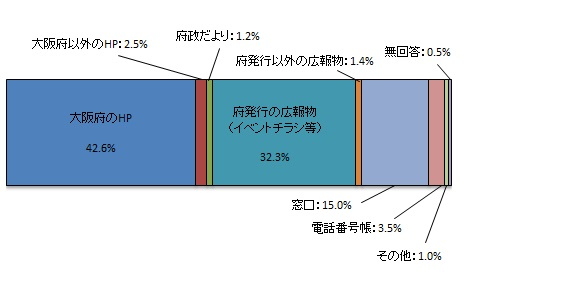 府政だより：1.2%
大阪府以外のHP：2.5%
無回答：0.5%
府発行以外の広報物：1.4%
大阪府のHP
42.6%
府発行の広報物
（イベントチラシ等）
32.3%
窓口：15.0%
電話番号帳：3.5%
その他：1.0%